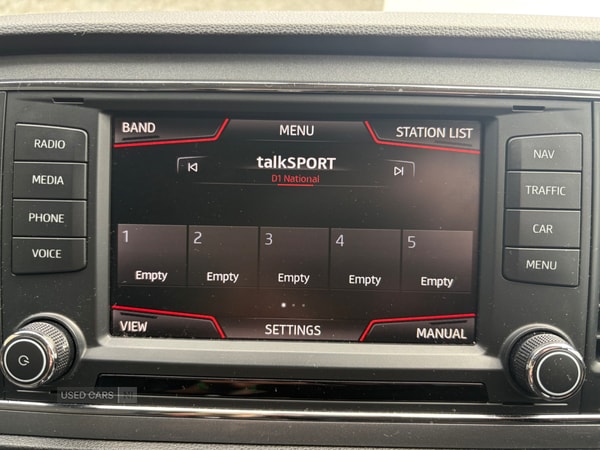 BAND MENU STATION LIST
RADIO
MEDIA
PHONE
VOICE
talkSPORT
D1 National
1 2 3 4 5
Empty Empty Empty Empty Empty
VIEW SETTINGS MANUAL
NAV
TRAFFIC
CAR
MENU
USED CARS NI